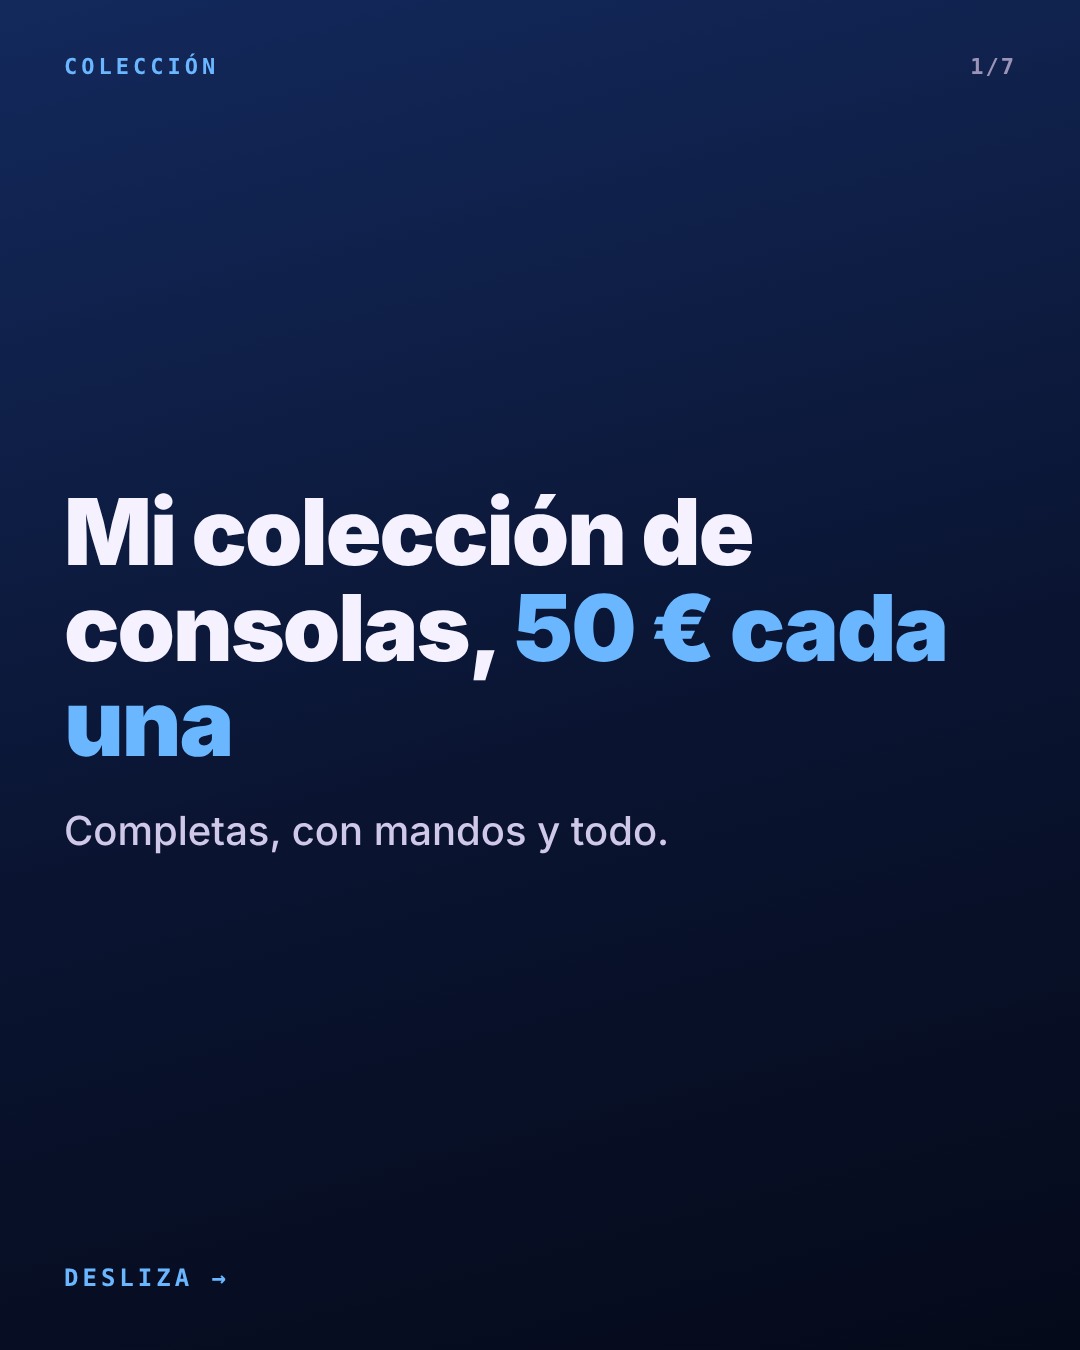 COLECCIÓN
1/7
Mi colección de
consolas, 50 € cada
una
Completas, con mandos y todo.
DESLIZA →